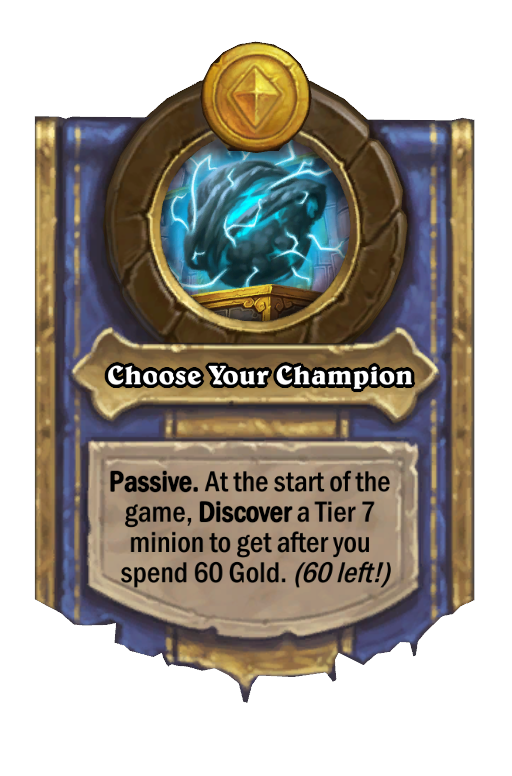 Choose Your Champion
Passive. At the start of the
game, Discover a Tier 7
minion to get after you
spend 60 Gold. (60 left!)